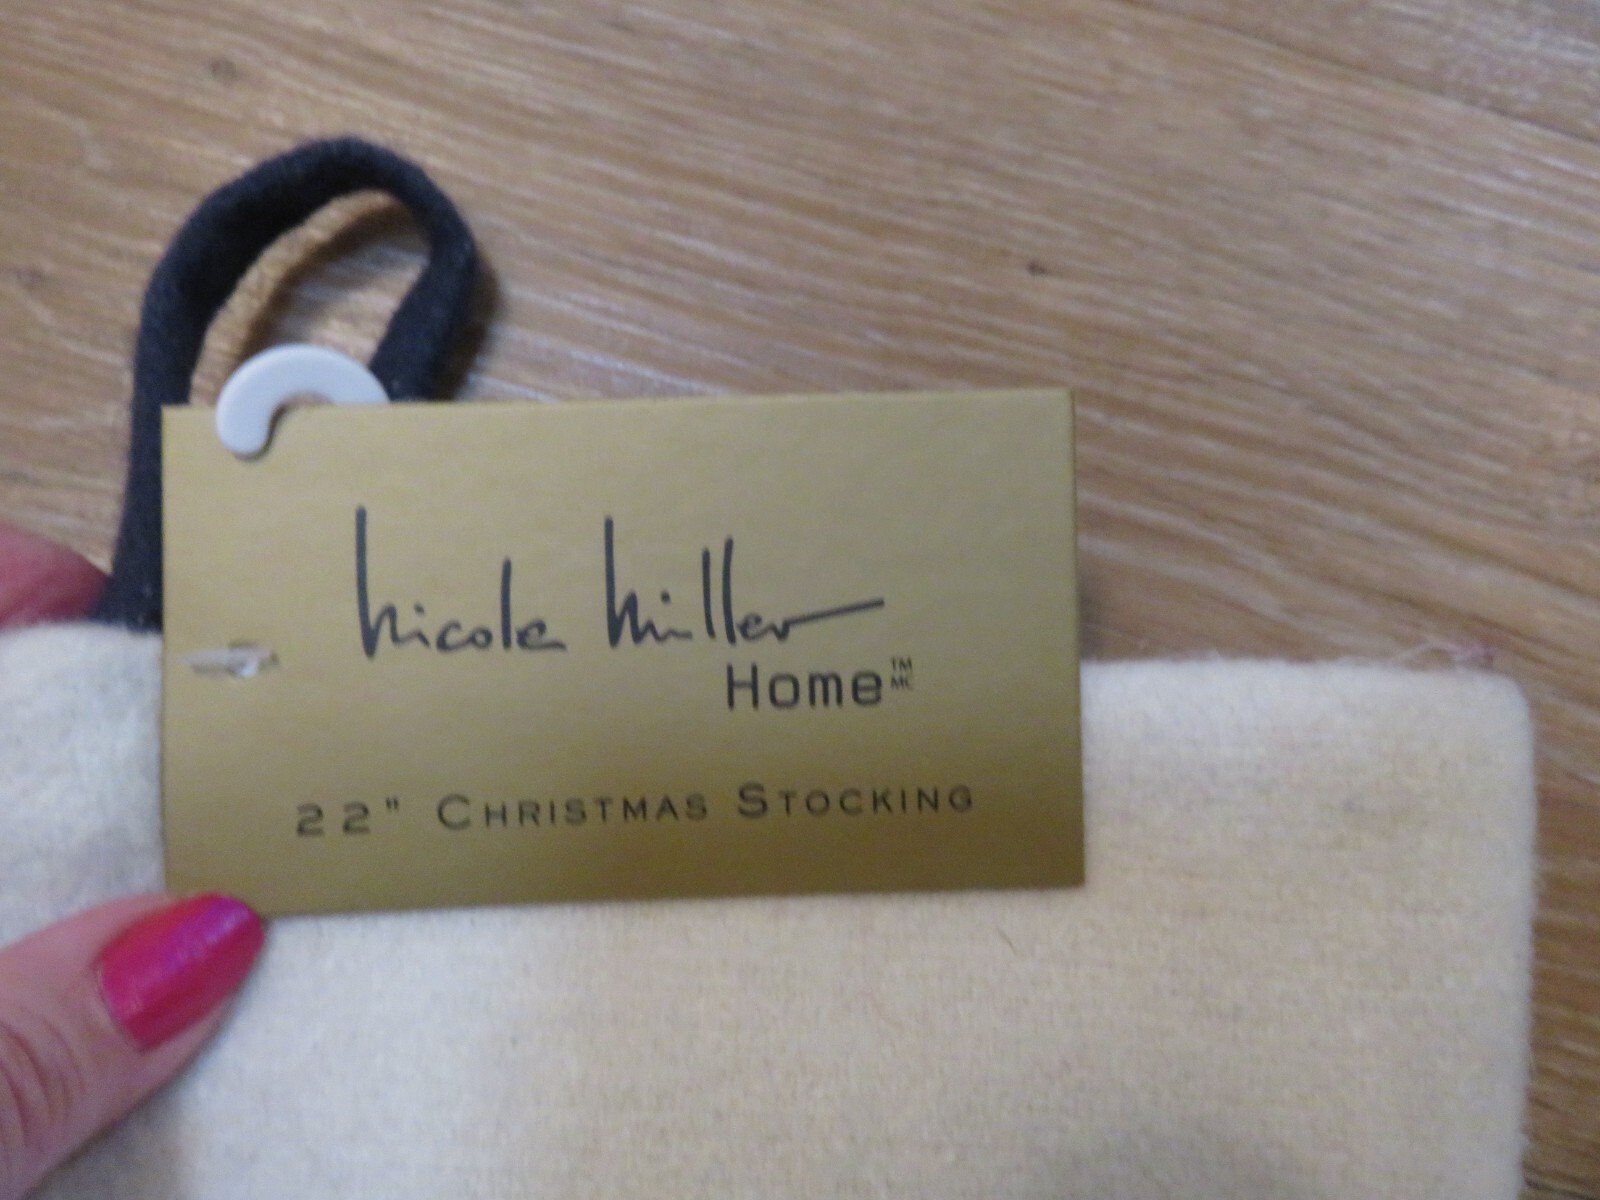 Nicole Miller
Home™ MC
22" CHRISTMAS STOCKING